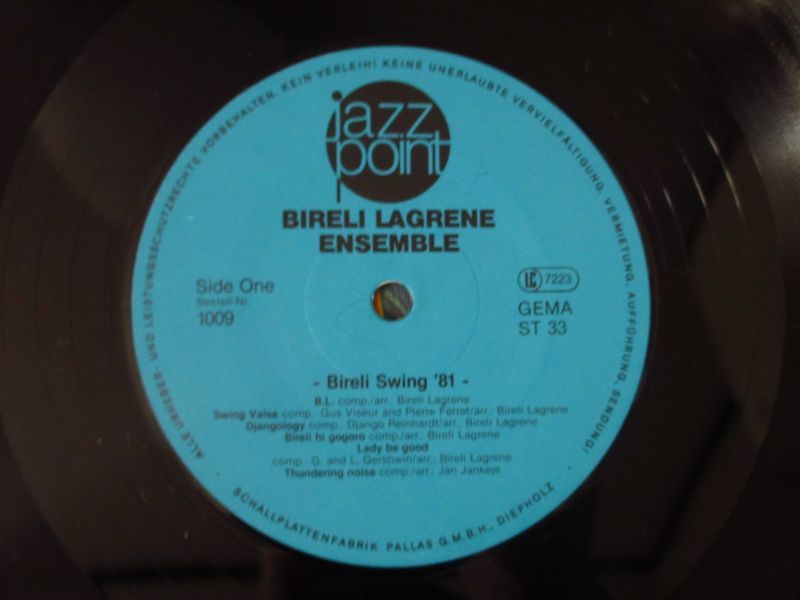 ALLE URHEBER- UND LEISTUNGSSCHUTZRECHTE VORBEHALTEN. KEIN VERLEIH! KEINE UNERLAUBTE VERVIELFÄLTIGUNG, VERMIETUNG, AUFFÜHRUNG, SENDUNG!
jazz
point
BIRELI LAGRENE
ENSEMBLE
Side One
Bestell-Nr.
1009
LC 7223
GEMA
ST 33
- Bireli Swing '81 -
B.L. comp./arr.: Bireli Lagrene
Swing Valse comp.: Gus Viseur and Pierre Ferret/arr.: Bireli Lagrene
Djangology comp.: Django Reinhardt/arr.: Bireli Lagrene
Bireli hi gogoro comp./arr.: Bireli Lagrene
Lady be good
comp.: G. and L. Gershwin/arr.: Bireli Lagrene
Thundering noise comp./arr.: Jan Jankeje
SCHALLPLATTENFABRIK PALLAS G.M.B.H., DIEPHOLZ